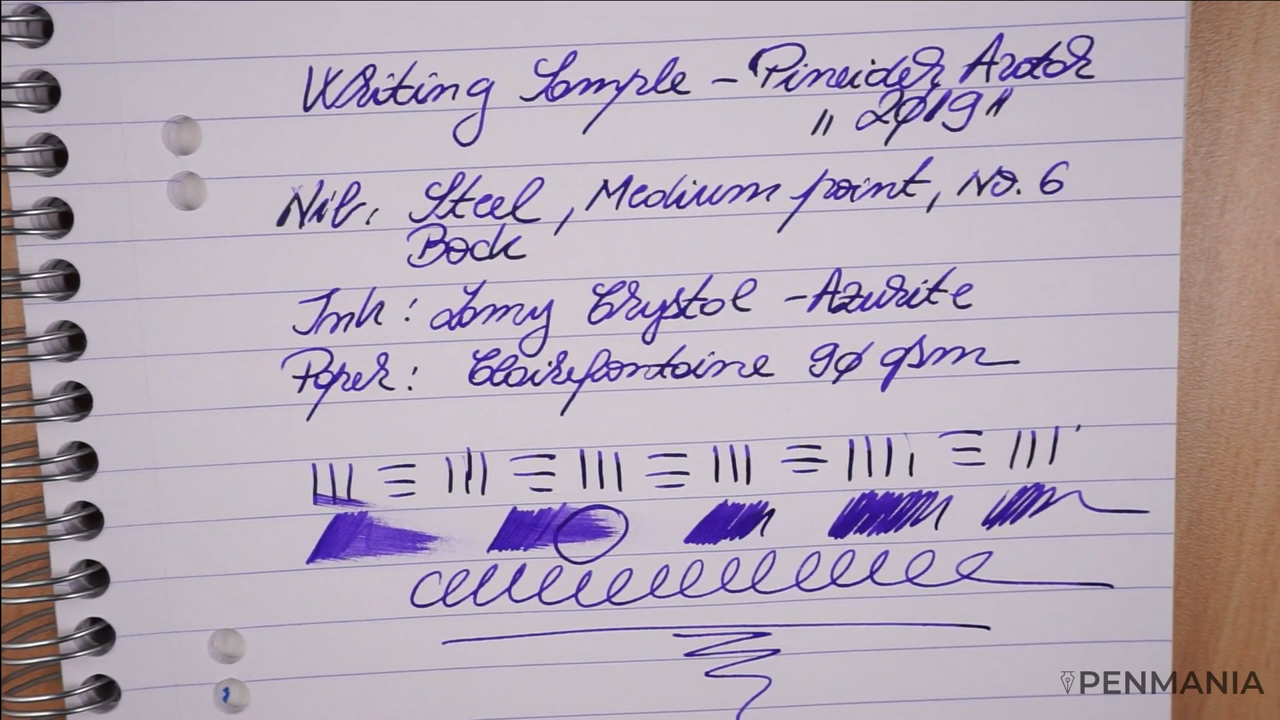 Writing Sample - Pineider Arator
" 2019 "
Nib: Steel, Medium point, No. 6
Bock
Ink: Lamy Crystal - Azurite
Paper: Clairefontaine 90 gsm
PENMANIA